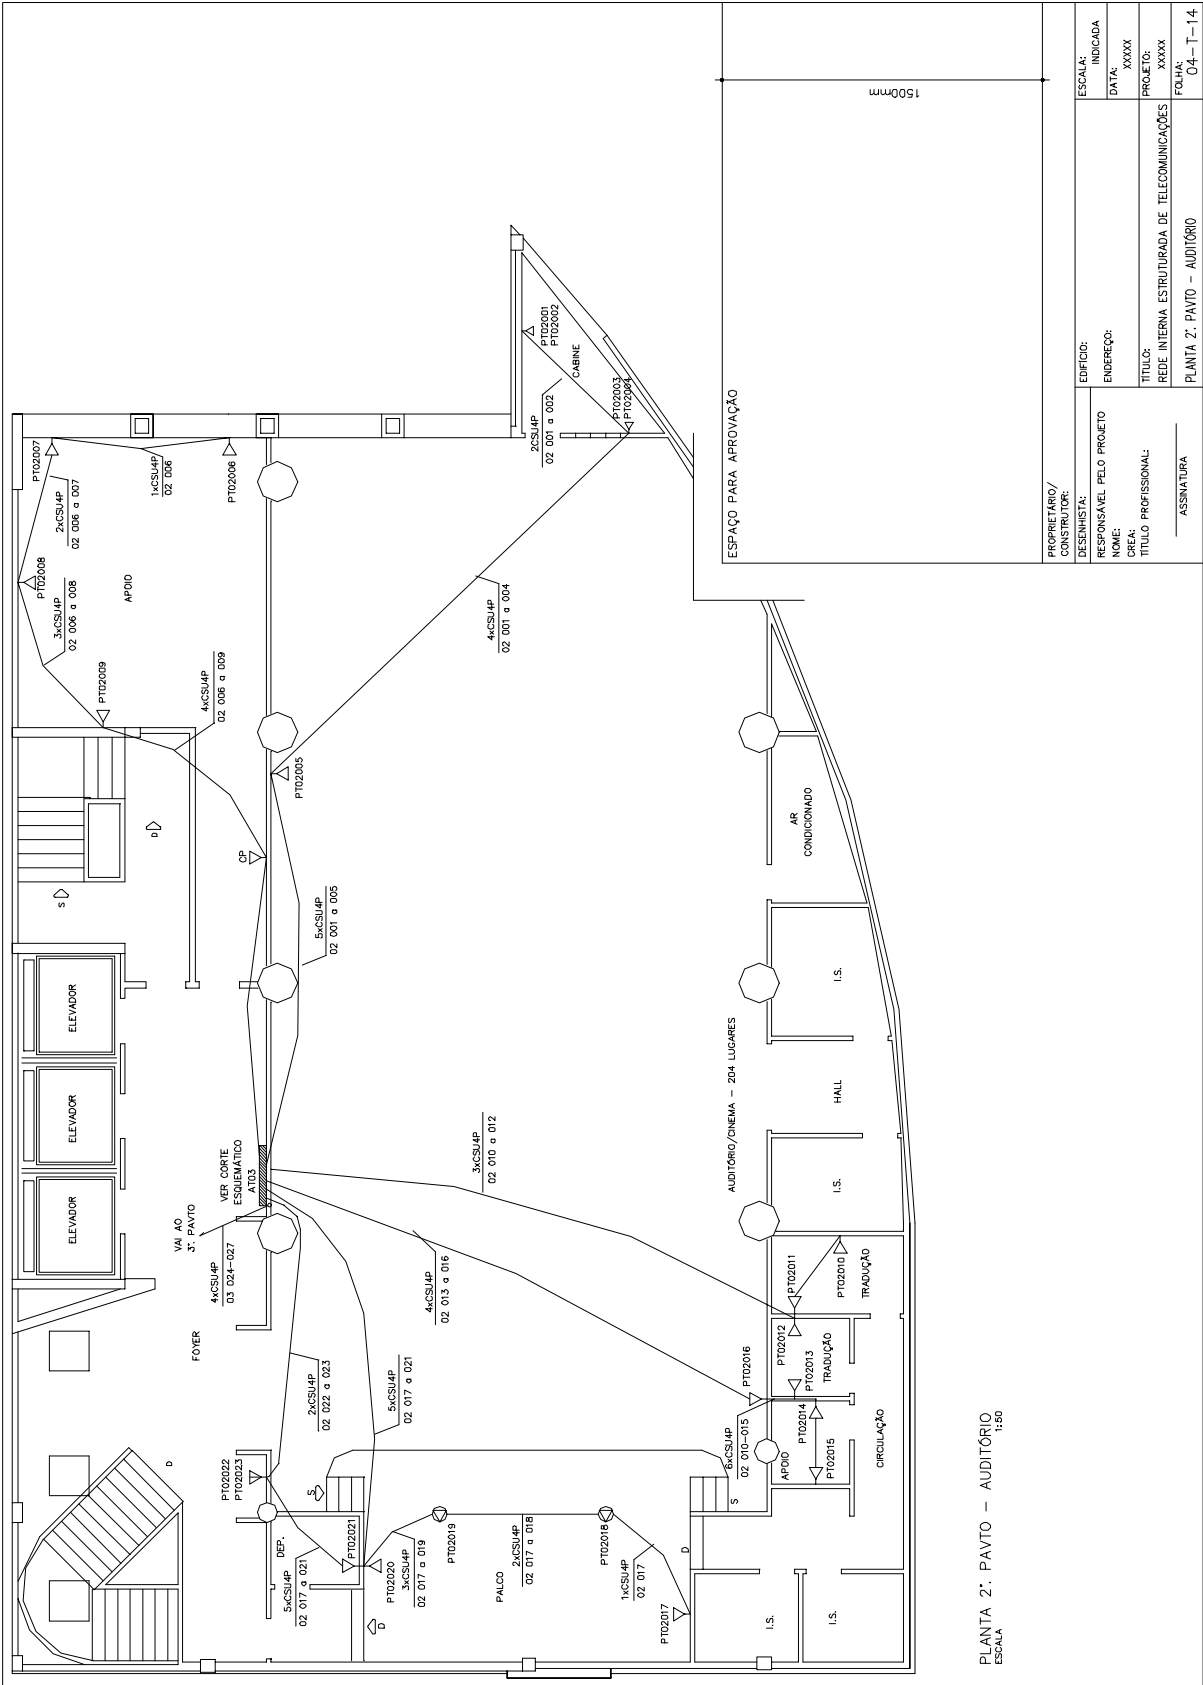 PT02007
2xCSU4P
02 006 a 007
1xCSU4P
02 006
PT02006
PT02008
3xCSU4P
02 006 a 008
APOIO
PT02009
4xCSU4P
02 006 a 009
D
S
CP
PT02005
5xCSU4P
02 001 a 005
4xCSU4P
02 001 a 004
2CSU4P
02 001 a 002
PT02001
PT02002
CABINE
PT02003
PT02004
ELEVADOR
ELEVADOR
ELEVADOR
VER CORTE
ESQUEMÁTICO
AT03
VAI AO
3°. PAVTO
4xCSU4P
03 024-027
FOYER
D
3xCSU4P
02 010 a 012
4xCSU4P
02 013 a 016
2xCSU4P
02 022 a 023
5xCSU4P
02 017 a 021
PT02022
PT02023
S
DEP.
5xCSU4P
02 017 a 021
PT02021
PT02020
3xCSU4P
02 017 a 019
PT02019
D
PALCO
2xCSU4P
02 017 a 018
PT02018
1xCSU4P
02 017
PT02017
D
S
AUDITÓRIO/CINEMA - 204 LUGARES
AR
CONDICIONADO
I.S.
HALL
I.S.
PT02011
PT02010
TRADUÇÃO
PT02012
PT02013
TRADUÇÃO
PT02016
6xCSU4P
02 010-015
PT02014
APOIO
PT02015
CIRCULAÇÃO
I.S.
I.S.
PLANTA 2°. PAVTO - AUDITÓRIO
ESCALA 1:50
ESPAÇO PARA APROVAÇÃO
1500mm
PROPRIETÁRIO/
CONSTRUTOR:
DESENHISTA:
RESPONSÁVEL PELO PROJETO
NOME:
CREA:
TÍTULO PROFISSIONAL:
ASSINATURA
EDIFÍCIO:
ENDEREÇO:
TÍTULO:
REDE INTERNA ESTRUTURADA DE TELECOMUNICAÇÕES
PLANTA 2°. PAVTO - AUDITÓRIO
ESCALA:
INDICADA
DATA:
XXXXX
PROJETO:
XXXXX
FOLHA:
04-T-14